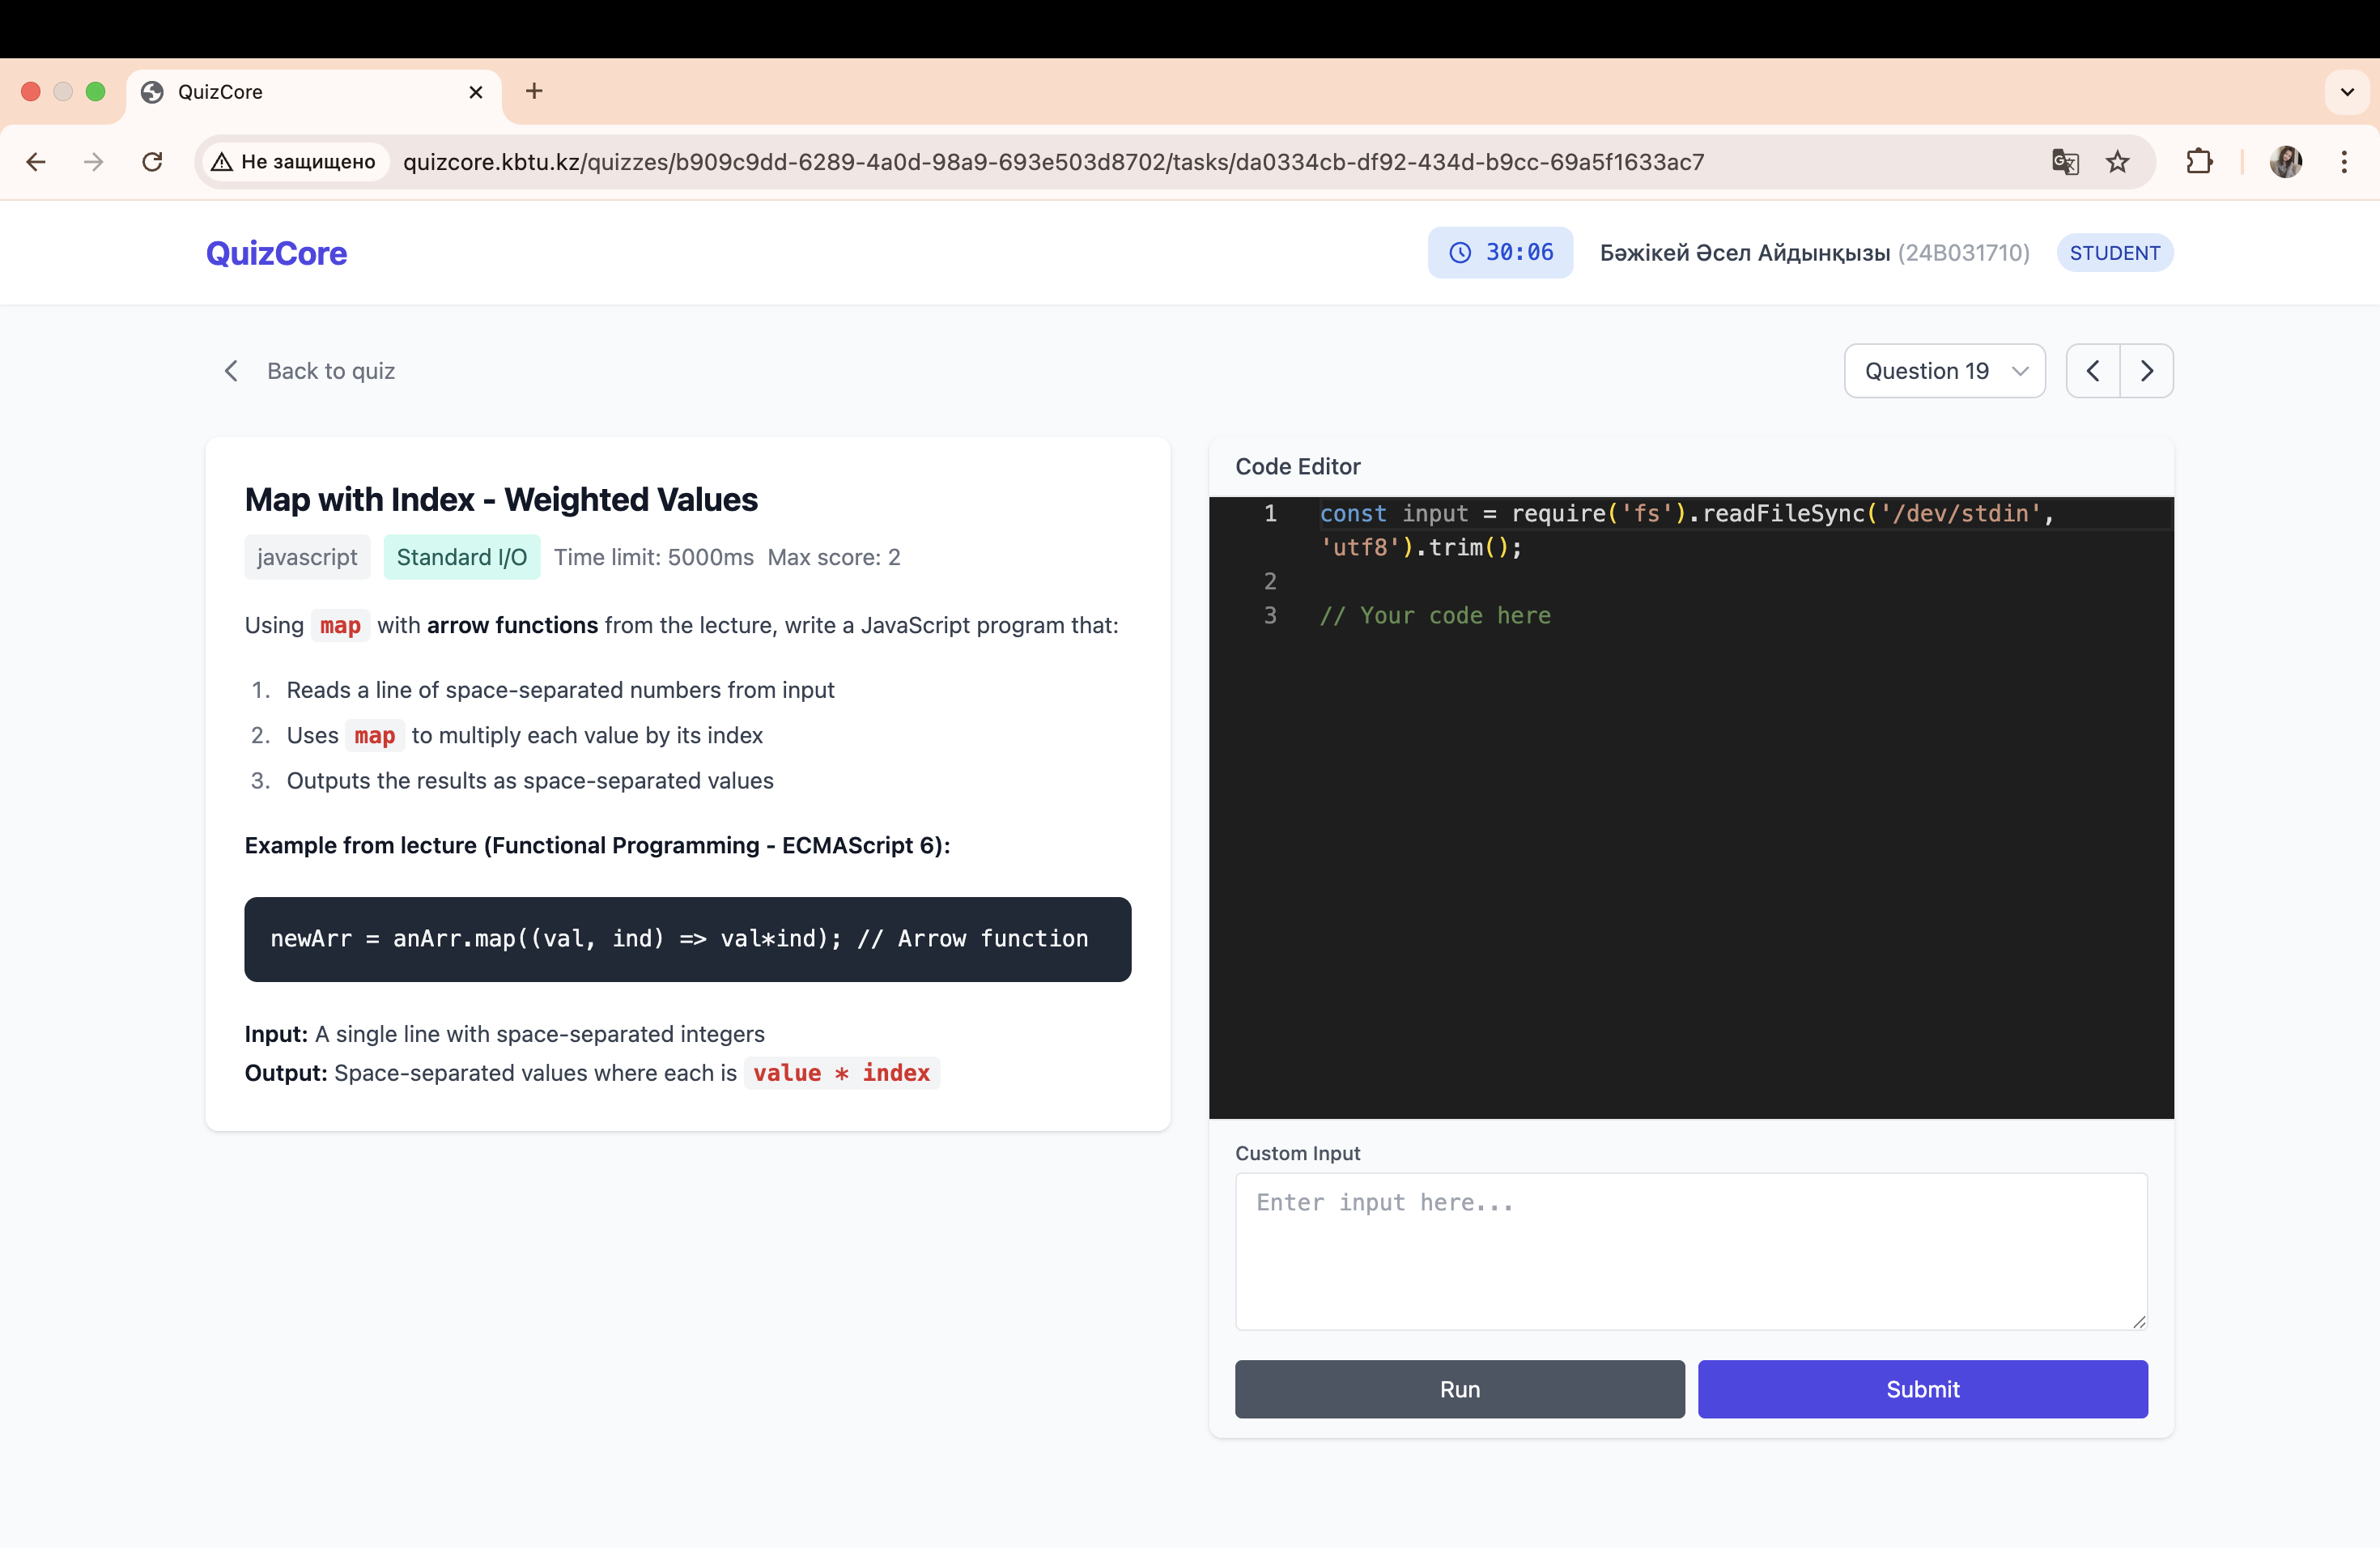 QuizCore
Не защищено
quizcore.kbtu.kz/quizzes/b909c9dd-6289-4a0d-98a9-693e503d8702/tasks/da0334cb-df92-434d-b9cc-69a5f1633ac7
QuizCore
30:06
Бәжікей Әсел Айдынқызы (24B031710)
STUDENT
Back to quiz
Question 19
Map with Index - Weighted Values
javascript Standard I/O Time limit: 5000ms Max score: 2
Using map with arrow functions from the lecture, write a JavaScript program that:
1. Reads a line of space-separated numbers from input
2. Uses map to multiply each value by its index
3. Outputs the results as space-separated values
Example from lecture (Functional Programming - ECMAScript 6):
newArr = anArr.map((val, ind) => val*ind); // Arrow function
Input: A single line with space-separated integers
Output: Space-separated values where each is value * index
Code Editor
1 const input = require('fs').readFileSync('/dev/stdin',
'utf8').trim();
2
3 // Your code here
Custom Input
Enter input here...
Run
Submit